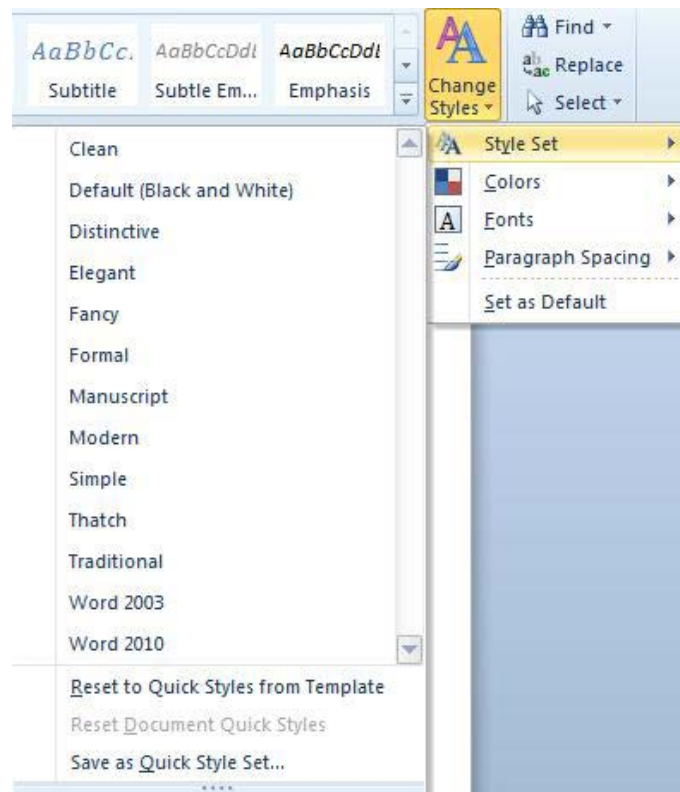 AaBbCc.
AaBbCcDdl
AaBbCcDdl
Subtitle
Subtle Em...
Emphasis
Change
Styles
Find
Replace
Select
Style Set
Colors
Fonts
Paragraph Spacing
Set as Default
Clean
Default (Black and White)
Distinctive
Elegant
Fancy
Formal
Manuscript
Modern
Simple
Thatch
Traditional
Word 2003
Word 2010
Reset to Quick Styles from Template
Reset Document Quick Styles
Save as Quick Style Set...